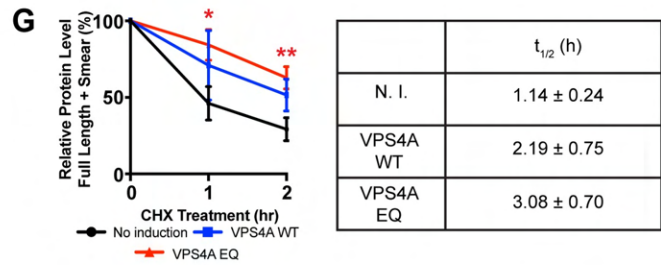 G
Relative Protein Level
Full Length + Smear (%)
100
50
0
*
**
0
1
2
CHX Treatment (hr)
No induction
VPS4A WT
VPS4A EQ
t1/2 (h)
N. I.
1.14 ± 0.24
VPS4A
WT
2.19 ± 0.75
VPS4A
EQ
3.08 ± 0.70